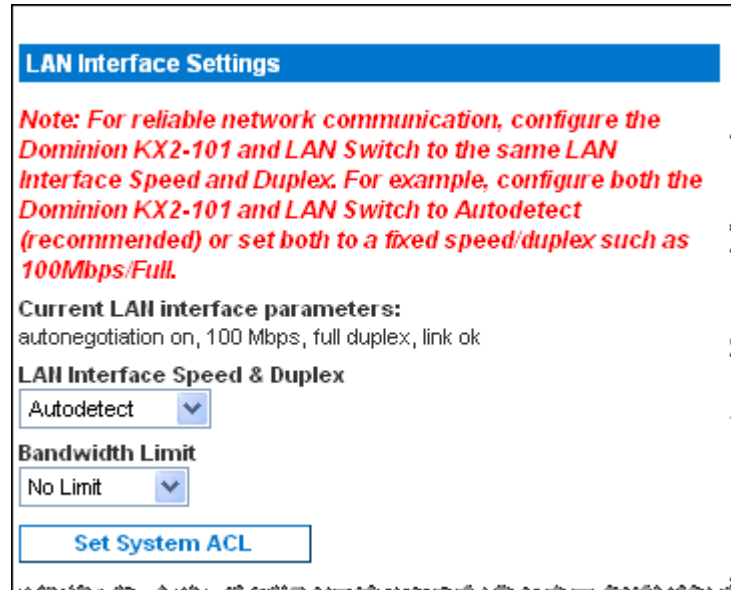 LAN Interface Settings
Note: For reliable network communication, configure the
Dominion KX2-101 and LAN Switch to the same LAN
Interface Speed and Duplex. For example, configure both the
Dominion KX2-101 and LAN Switch to Autodetect
(recommended) or set both to a fixed speed/duplex such as
100Mbps/Full.
Current LAN interface parameters:
autonegotiation on, 100 Mbps, full duplex, link ok
LAN Interface Speed & Duplex
Autodetect
Bandwidth Limit
No Limit
Set System ACL